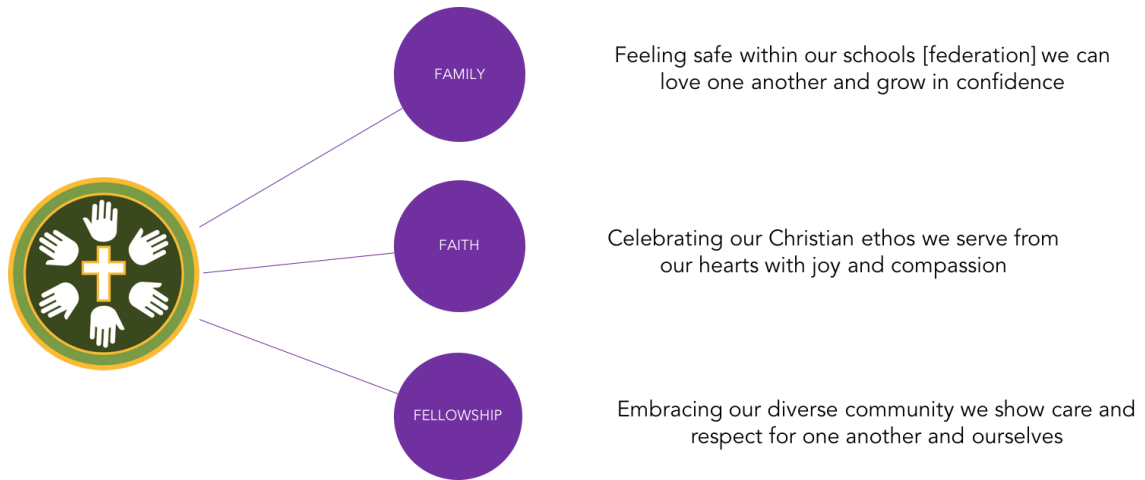 FAMILY
Feeling safe within our schools [federation] we can
love one another and grow in confidence
FAITH
Celebrating our Christian ethos we serve from
our hearts with joy and compassion
FELLOWSHIP
Embracing our diverse community we show care and
respect for one another and ourselves